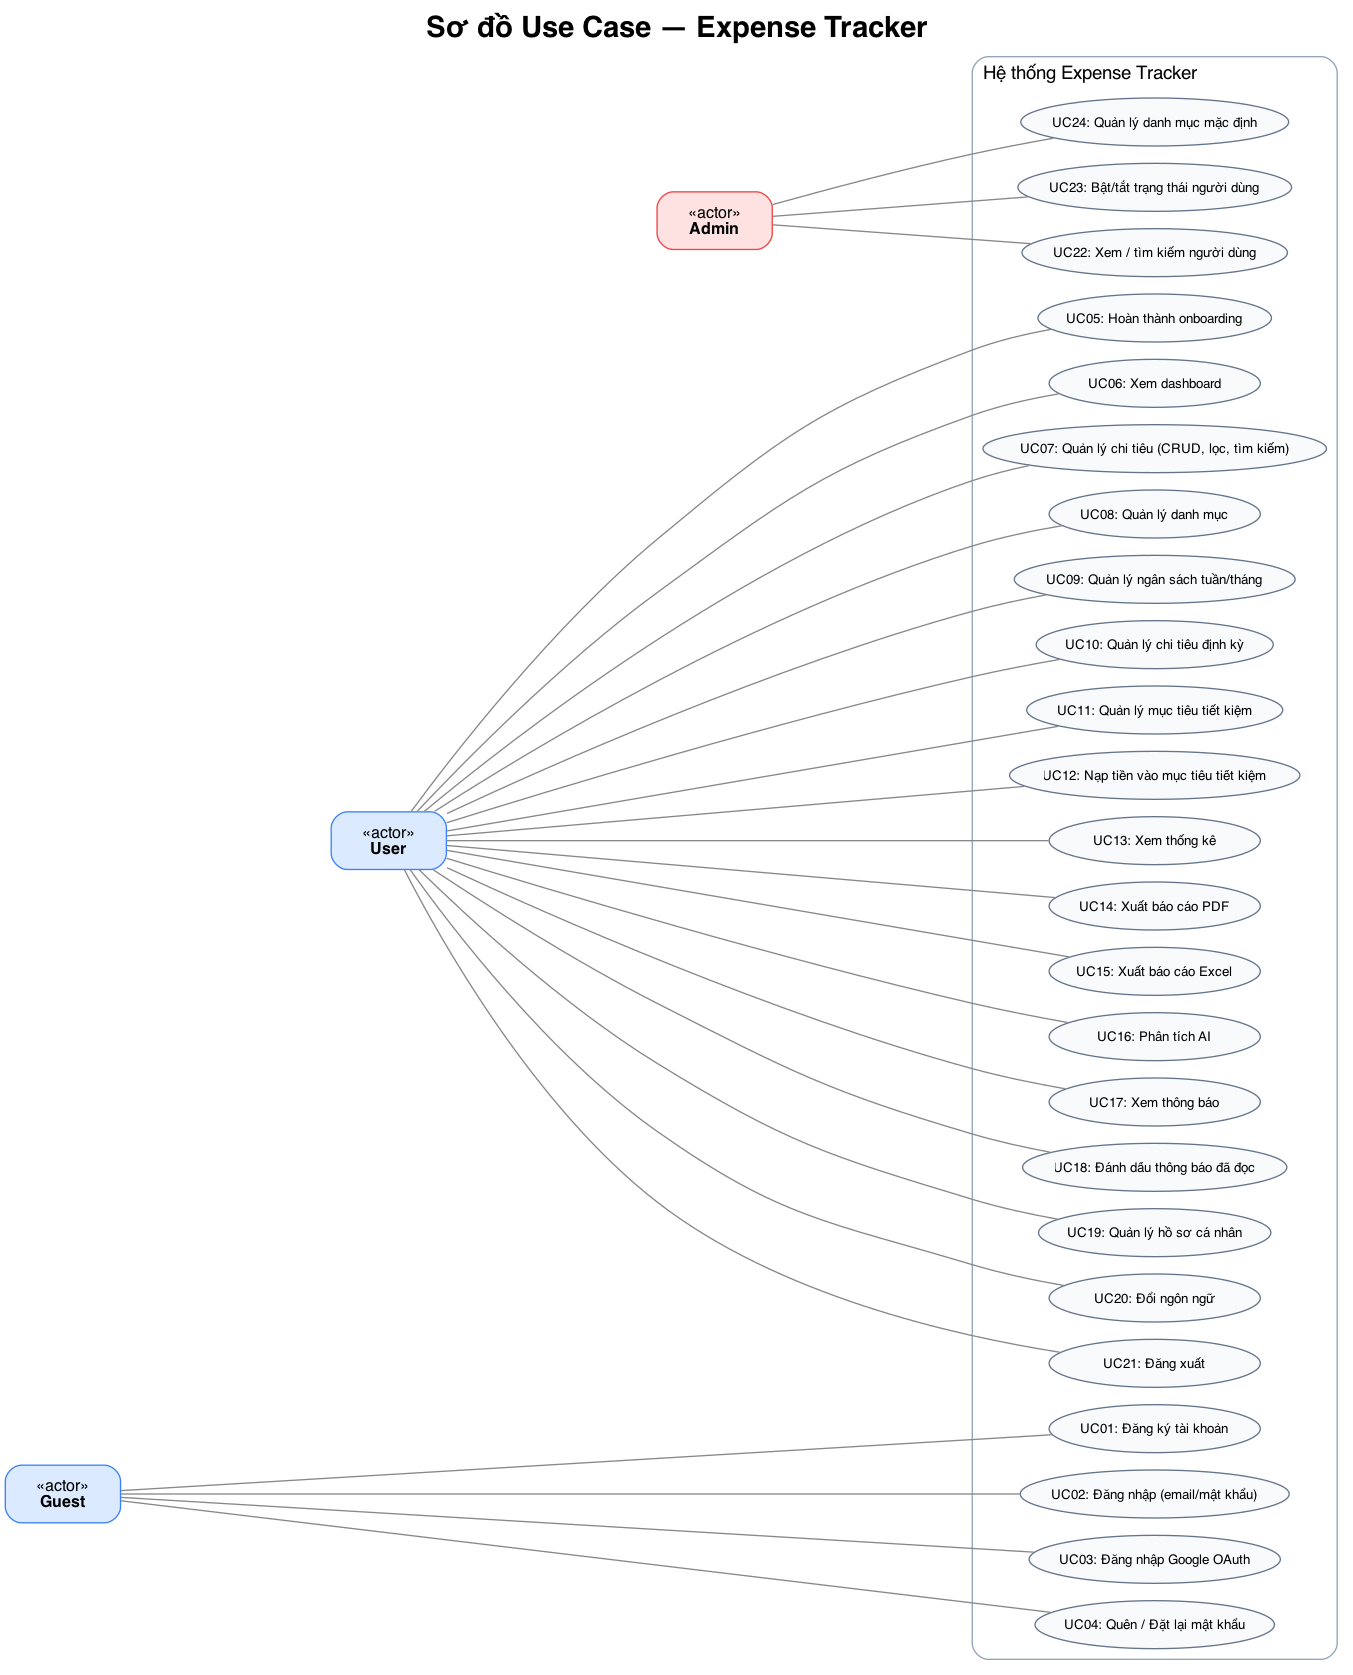 Sơ đồ Use Case — Expense Tracker
Hệ thống Expense Tracker
UC24: Quản lý danh mục mặc định
UC23: Bật/tắt trạng thái người dùng
«actor»
Admin
UC22: Xem / tìm kiếm người dùng
UC05: Hoàn thành onboarding
UC06: Xem dashboard
UC07: Quản lý chi tiêu (CRUD, lọc, tìm kiếm)
UC08: Quản lý danh mục
UC09: Quản lý ngân sách tuần/tháng
UC10: Quản lý chi tiêu định kỳ
UC11: Quản lý mục tiêu tiết kiệm
UC12: Nạp tiền vào mục tiêu tiết kiệm
«actor»
User
UC13: Xem thống kê
UC14: Xuất báo cáo PDF
UC15: Xuất báo cáo Excel
UC16: Phân tích AI
UC17: Xem thông báo
UC18: Đánh dấu thông báo đã đọc
UC19: Quản lý hồ sơ cá nhân
UC20: Đổi ngôn ngữ
UC21: Đăng xuất
UC01: Đăng ký tài khoản
«actor»
Guest
UC02: Đăng nhập (email/mật khẩu)
UC03: Đăng nhập Google OAuth
UC04: Quên / Đặt lại mật khẩu